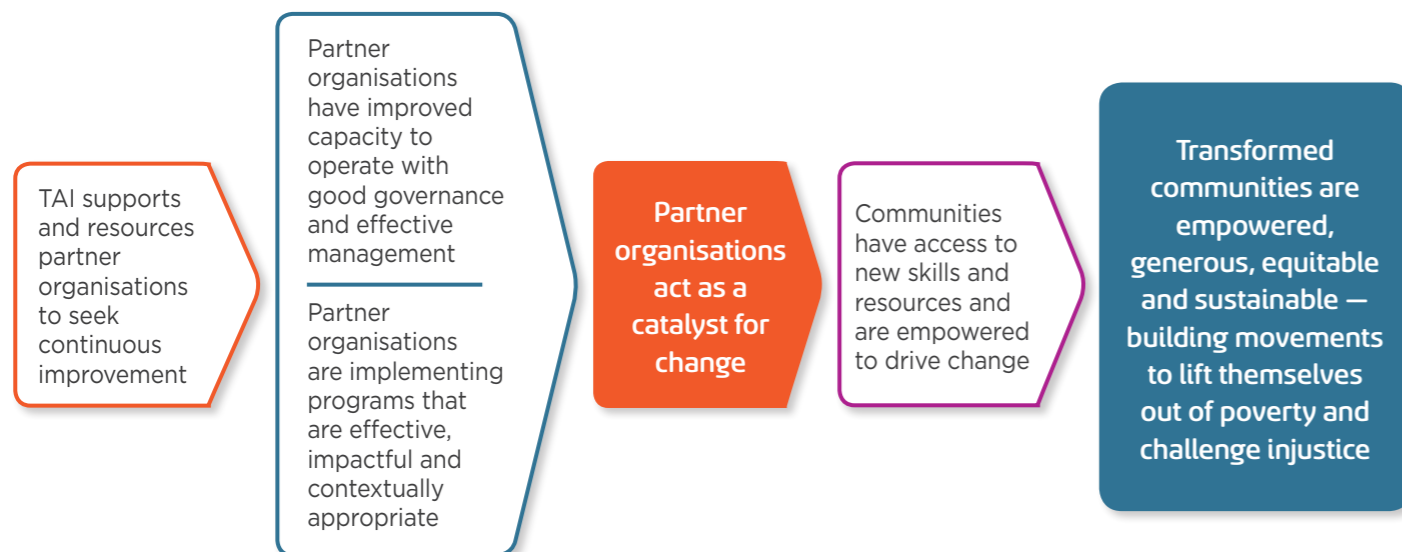 TAI supports
and resources
partner
organisations
to seek
continuous
improvement
Partner
organisations
have improved
capacity to
operate with
good governance
and effective
management
Partner
organisations
are implementing
programs that
are effective,
impactful and
contextually
appropriate
Partner
organisations
act as a
catalyst for
change
Communities
have access to
new skills and
resources and
are empowered
to drive change
Transformed
communities are
empowered,
generous, equitable
and sustainable —
building movements
to lift themselves
out of poverty and
challenge injustice